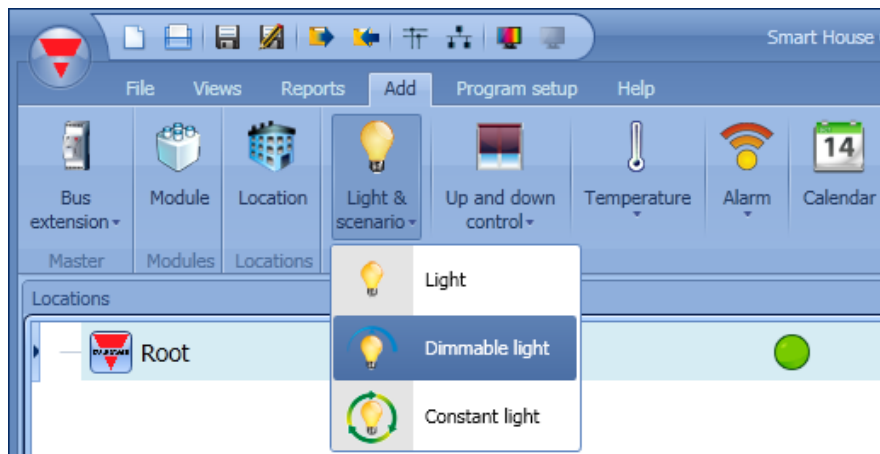 Smart House
File Views Reports Add Program setup Help
14
Bus extension
Module
Location
Light & scenario
Up and down control
Temperature
Alarm
Calendar
Master
Modules
Locations
Locations
Light
Root
Dimmable light
Constant light